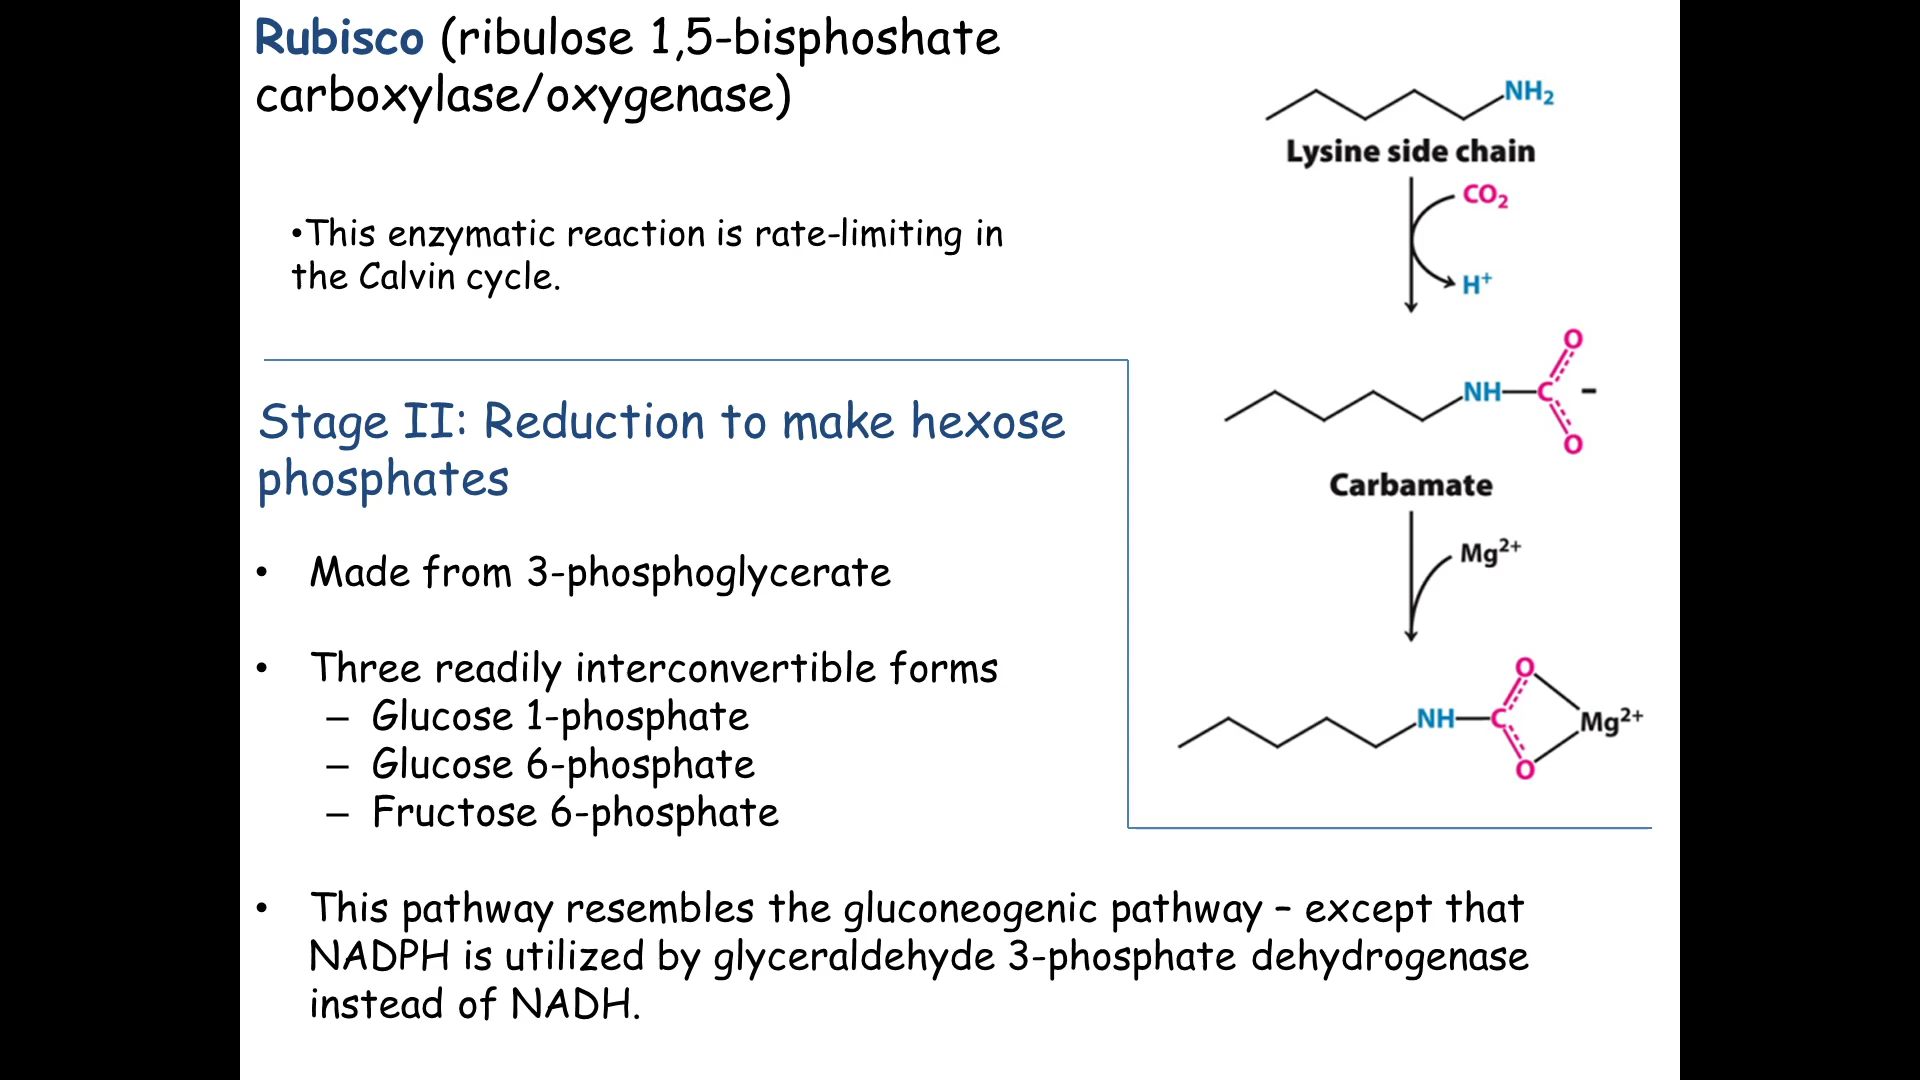 Rubisco (ribulose 1,5-bisphoshate
carboxylase/oxygenase)
•This enzymatic reaction is rate-limiting in
the Calvin cycle.
Stage II: Reduction to make hexose
phosphates
• Made from 3-phosphoglycerate
• Three readily interconvertible forms
– Glucose 1-phosphate
– Glucose 6-phosphate
– Fructose 6-phosphate
• This pathway resembles the gluconeogenic pathway – except that
NADPH is utilized by glyceraldehyde 3-phosphate dehydrogenase
instead of NADH.
NH₂
Lysine side chain
CO₂
H⁺
O
NH C –
O
Carbamate
Mg²⁺
O
NH C Mg²⁺
O